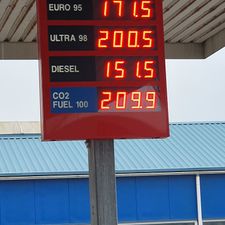 EURO 95 171.5
ULTRA 98 200.5
DIESEL 151.5
CO2
FUEL 100 209.9